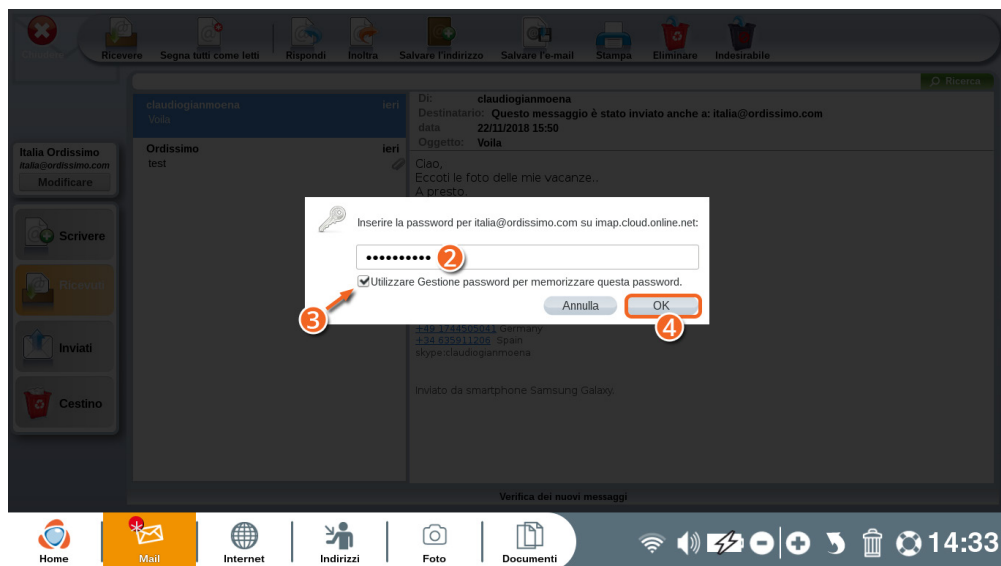 Ricevere Segna tutti come letti Rispondi Inoltra Salvare l'indirizzo Salvare l'e-mail Stampa Eliminare Indesirabile
Ricerca
claudiogianmoena ieri
Voila
Ordissimo ieri
test
Di: claudiogianmoena
Destinatario: Questo messaggio è stato inviato anche a: italia@ordissimo.com
data 22/11/2018 15:50
Oggetto: Voila
Ciao,
Eccoti le foto delle mie vacanze..
A presto.
Italia Ordissimo
italia@ordissimo.com
Modificare
Scrivere
Ricevuti
Inviati
Cestino
Inserire la password per italia@ordissimo.com su imap.cloud.online.net:
•••••••••• 2
Utilizzare Gestione password per memorizzare questa password.
3
Annulla OK
4
+49 1744505041 Germany
+34 635911206 Spain
skype:claudiogianmoena
Inviato da smartphone Samsung Galaxy.
Verifica dei nuovi messaggi
Home Mail Internet Indirizzi Foto Documenti 14:33